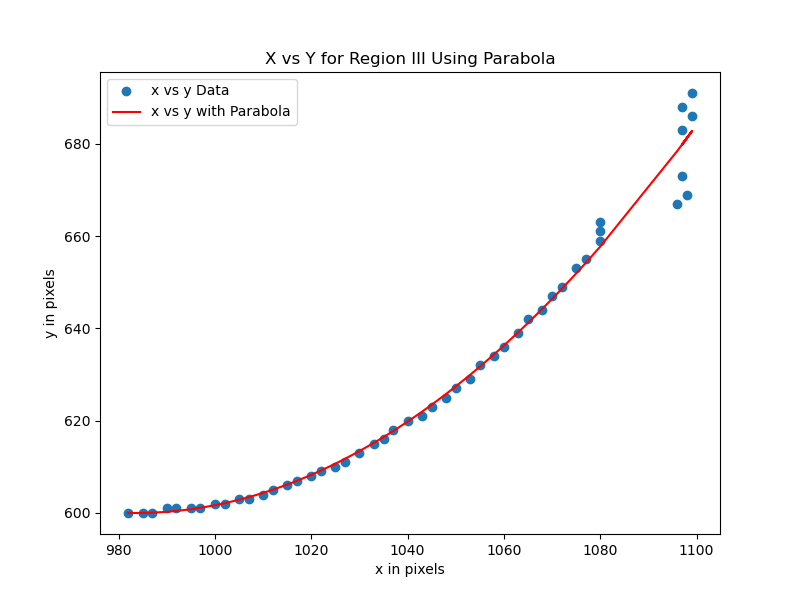 X vs Y for Region III Using Parabola
x vs y Data
x vs y with Parabola
680
660
640
620
600
y in pixels
980
1000
1020
1040
1060
1080
1100
x in pixels